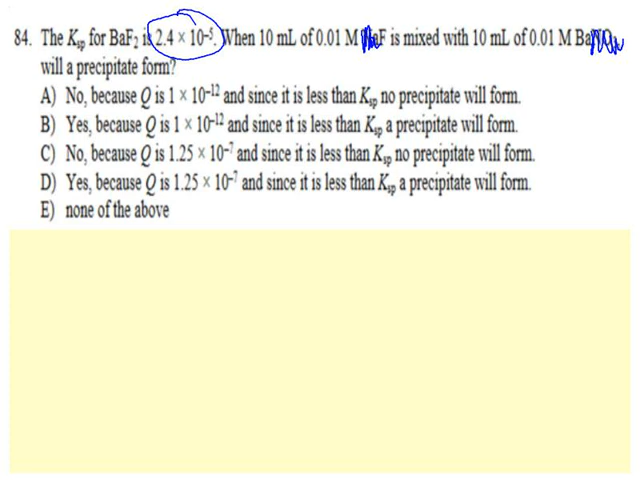 84. The Ksp for BaF₂ is 2.4 × 10⁻⁵. When 10 mL of 0.01 M NaF is mixed with 10 mL of 0.01 M
will a precipitate form?
A) No, because Q is 1 × 10⁻¹² and since it is less than Ksp no precipitate will form.
B) Yes, because Q is 1 × 10⁻¹² and since it is less than Ksp a precipitate will form.
C) No, because Q is 1.25 × 10⁻⁷ and since it is less than Ksp no precipitate will form.
D) Yes, because Q is 1.25 × 10⁻⁷ and since it is less than Ksp a precipitate will form.
E) none of the above